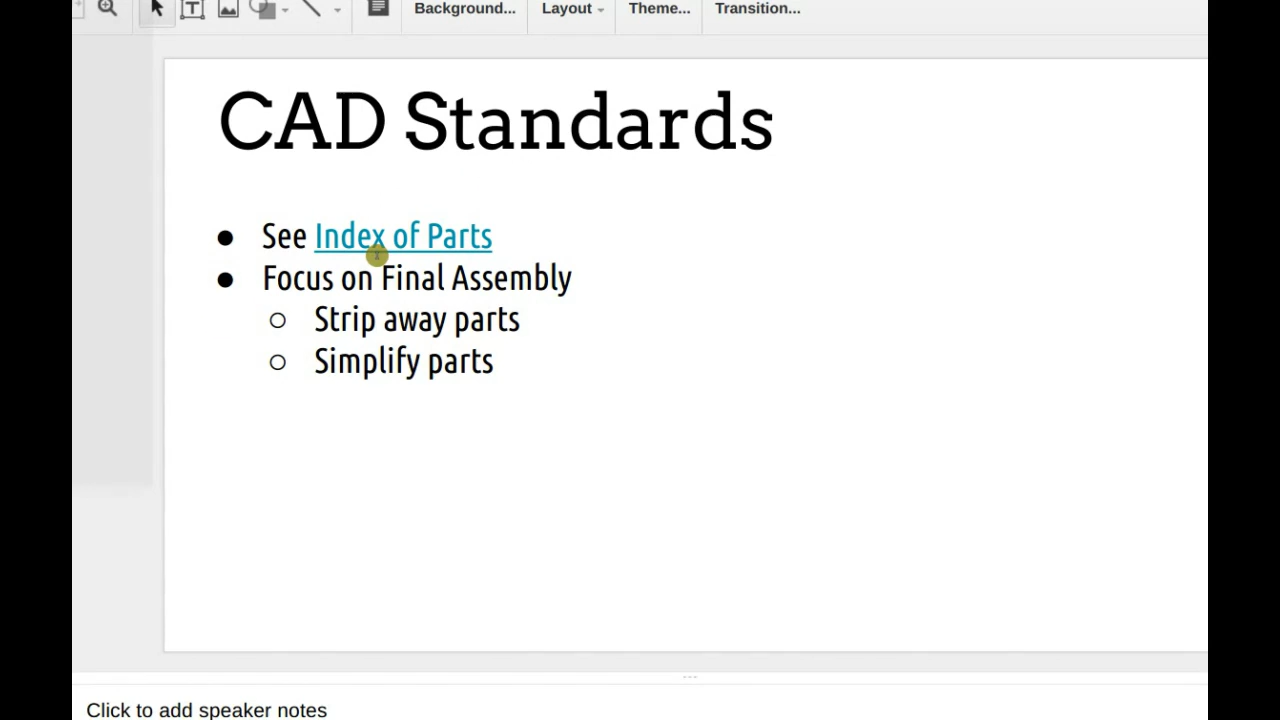 Background... Layout Theme... Transition...
CAD Standards
● See Index of Parts
● Focus on Final Assembly
○ Strip away parts
○ Simplify parts
Click to add speaker notes